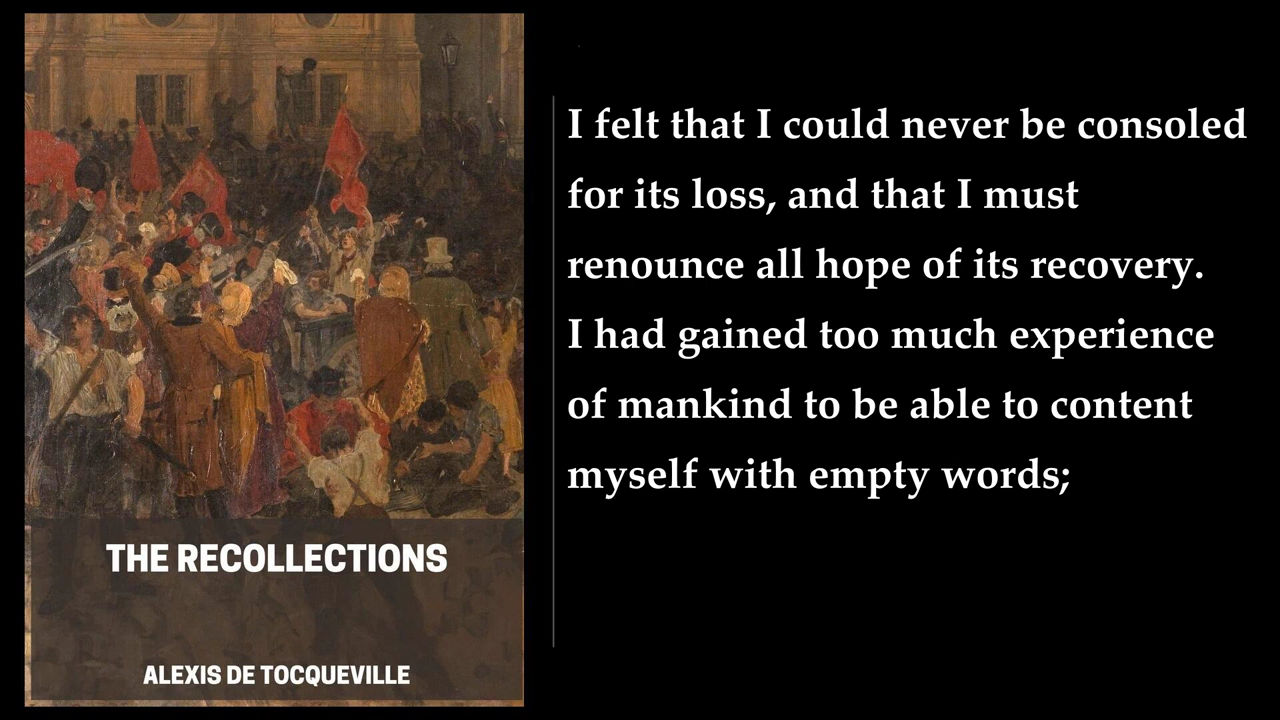 THE RECOLLECTIONS
ALEXIS DE TOCQUEVILLE
I felt that I could never be consoled
for its loss, and that I must
renounce all hope of its recovery.
I had gained too much experience
of mankind to be able to content
myself with empty words;